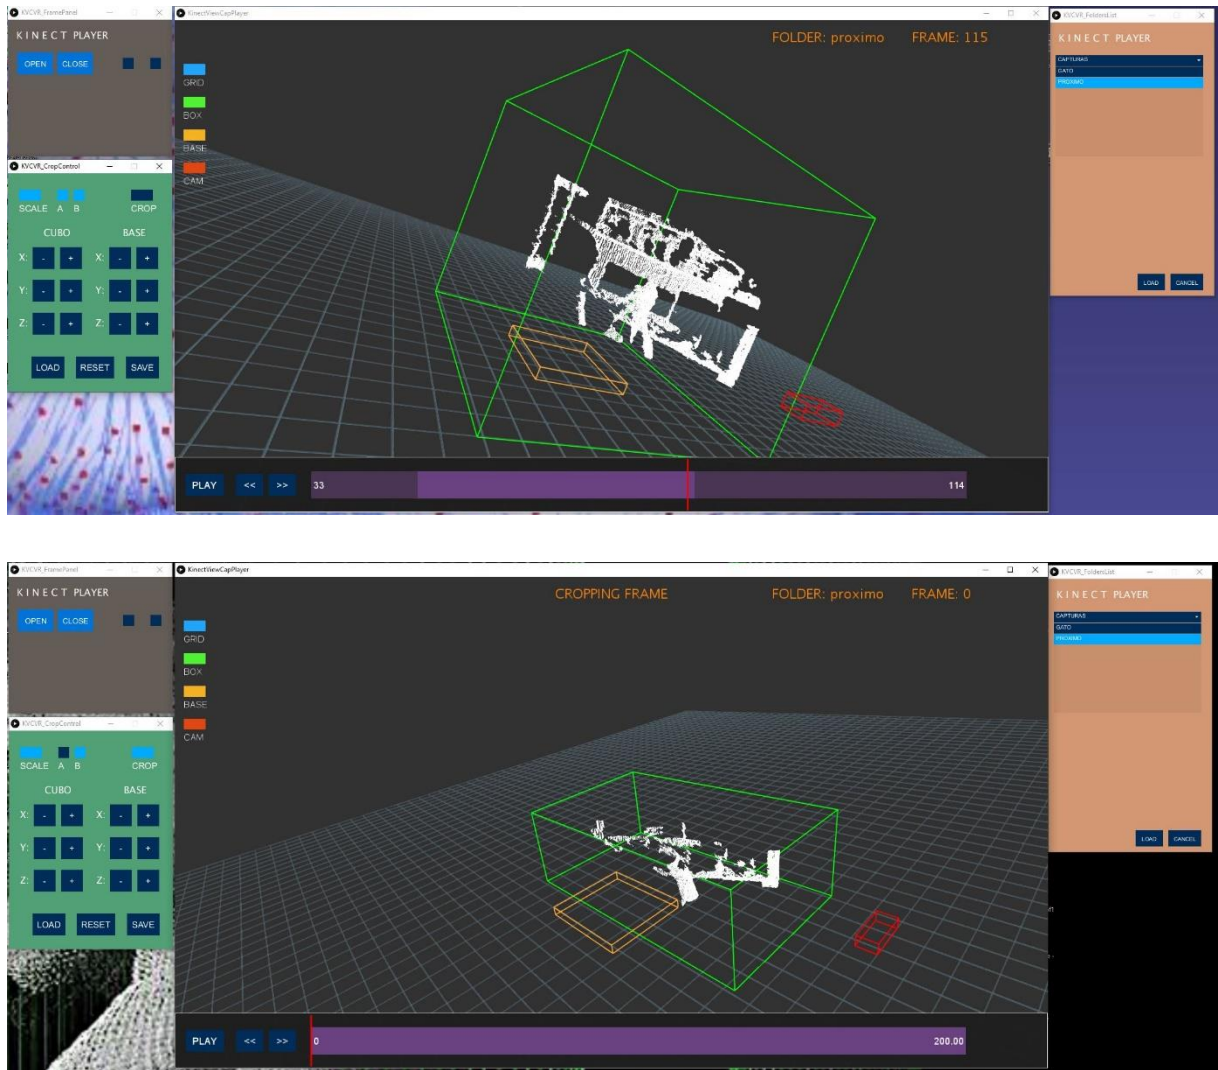 KVCVR_FramePanel
KINECT PLAYER
OPEN CLOSE
KVCVR_CropControl
SCALE A B CROP
CUBO BASE
X: - + X: - +
Y: - + Y: - +
Z: - + Z: - +
LOAD RESET SAVE
KinectViewCapPlayer
FOLDER: proximo FRAME: 115
GRID
BOX
BASE
CAM
PLAY << >> 33 114
KVCVR_FoldersList
KINECT PLAYER
CAPTURAS
GATO
PROXIMO
LOAD CANCEL
KVCVR_FramePanel
KINECT PLAYER
OPEN CLOSE
KVCVR_CropControl
SCALE A B CROP
CUBO BASE
X: - + X: - +
Y: - + Y: - +
Z: - + Z: - +
LOAD RESET SAVE
KinectViewCapPlayer
CROPPING FRAME FOLDER: proximo FRAME: 0
GRID
BOX
BASE
CAM
PLAY << >> 0 200.00
KVCVR_FoldersList
KINECT PLAYER
CAPTURAS
GATO
PROXIMO
LOAD CANCEL